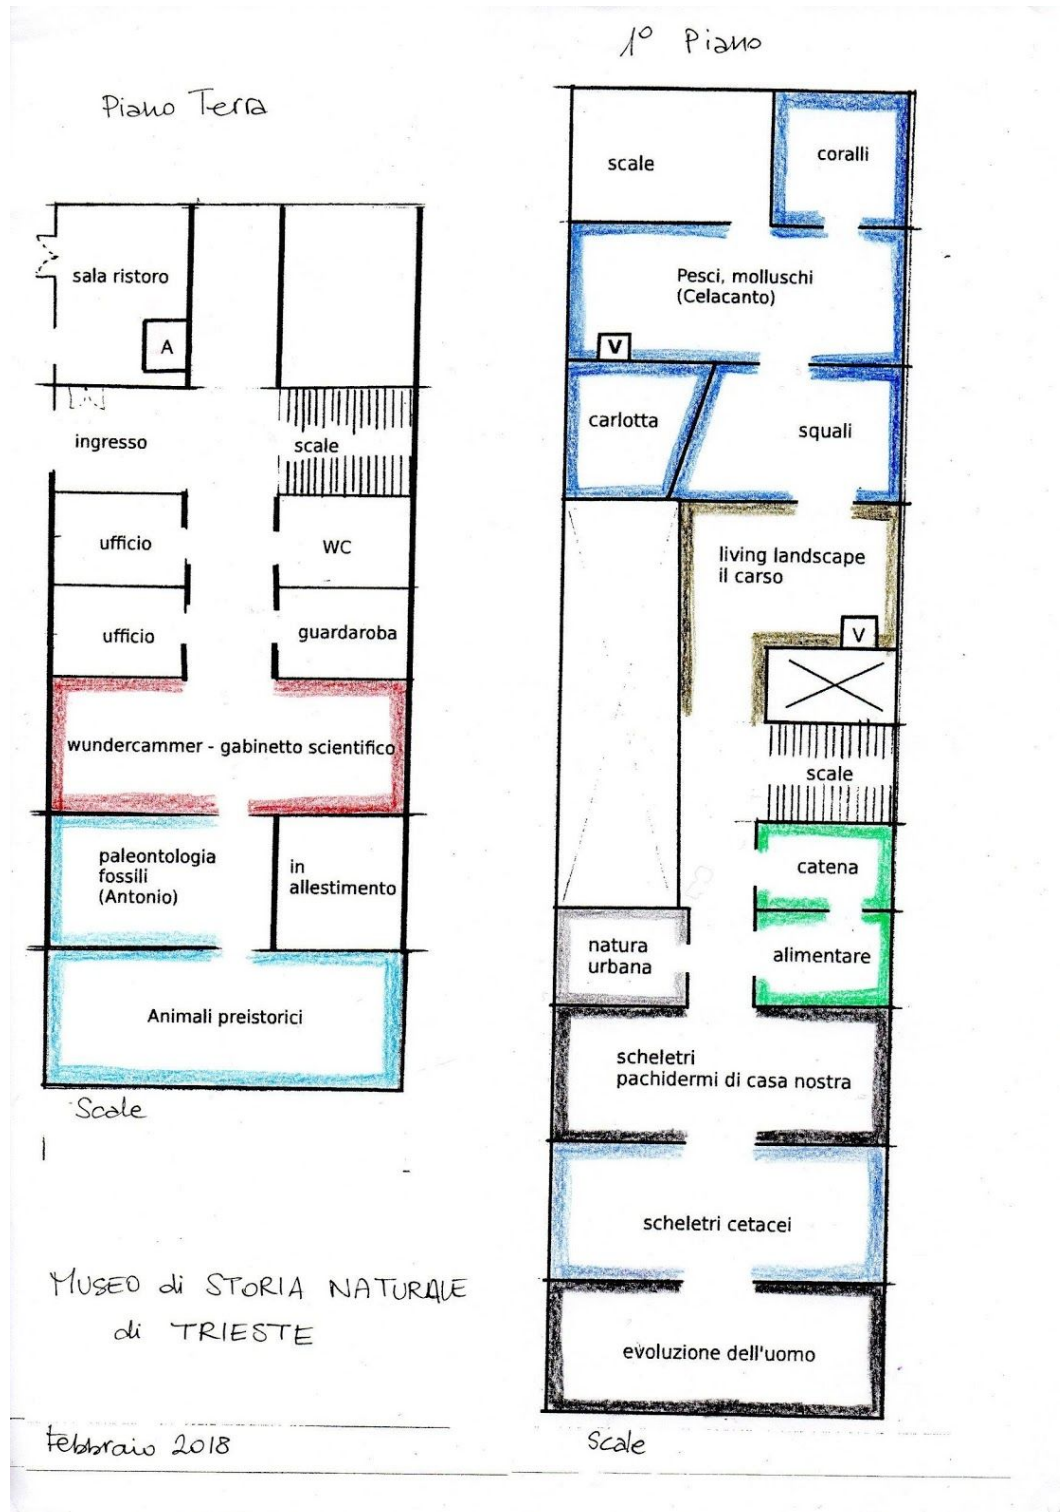 Piano Terra
sala ristoro
A
ingresso
scale
ufficio
WC
ufficio
guardaroba
wundercammer - gabinetto scientifico
paleontologia
fossili
(Antonio)
in
allestimento
Animali preistorici
Scale
MUSEO di STORIA NATURALE
di TRIESTE
Febbraio 2018
1° Piano
scale
coralli
Pesci, molluschi
(Celacanto)
V
carlotta
squali
living landscape
il carso
V
scale
catena
natura
urbana
alimentare
scheletri
pachidermi di casa nostra
scheletri cetacei
evoluzione dell'uomo
Scale